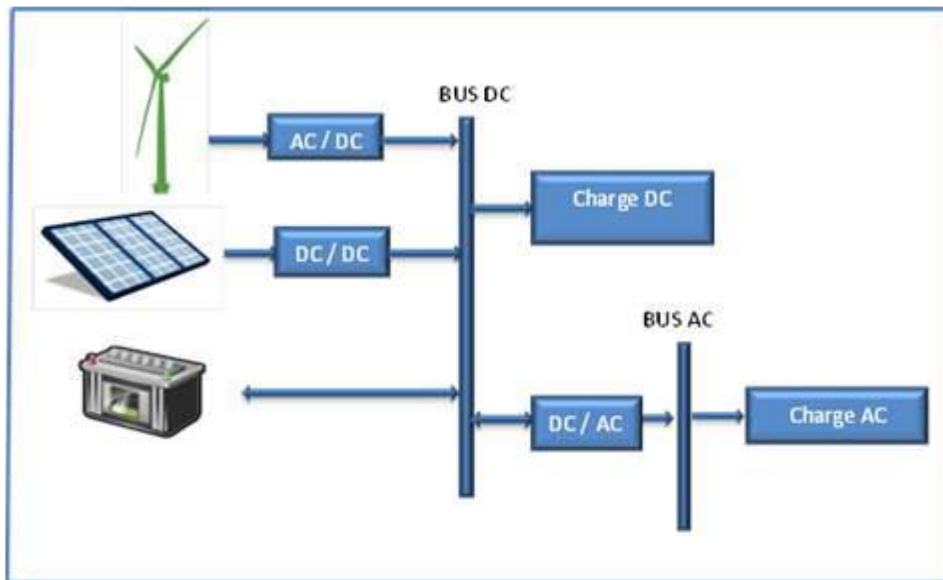 BUS DC
AC / DC
Charge DC
DC / DC
BUS AC
DC / AC
Charge AC